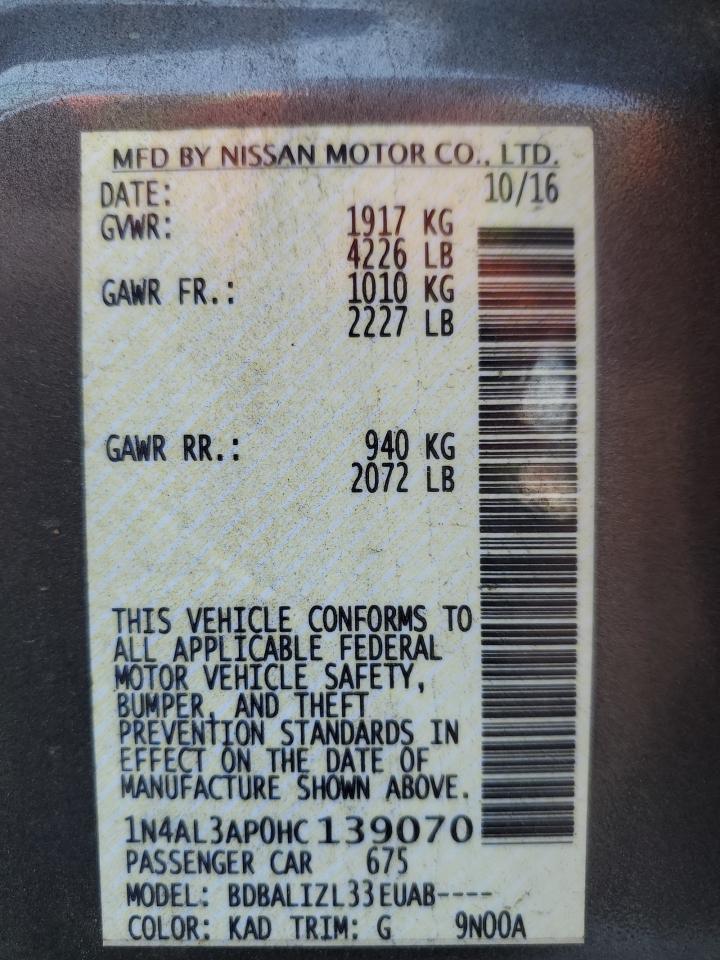 MFD BY NISSAN MOTOR CO., LTD.
DATE: 10/16
GVWR: 1917 KG
4226 LB
GAWR FR.: 1010 KG
2227 LB
GAWR RR.: 940 KG
2072 LB
THIS VEHICLE CONFORMS TO
ALL APPLICABLE FEDERAL
MOTOR VEHICLE SAFETY,
BUMPER, AND THEFT
PREVENTION STANDARDS IN
EFFECT ON THE DATE OF
MANUFACTURE SHOWN ABOVE.
1N4AL3AP0HC139070
PASSENGER CAR 675
MODEL: BDBALIZL33EUAB----
COLOR: KAD TRIM: G 9N00A